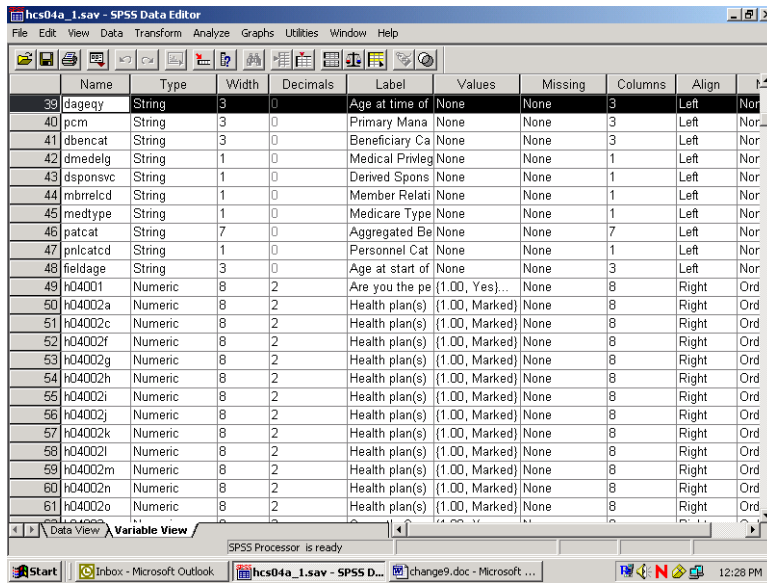 hcs04a_1.sav - SPSS Data Editor
File Edit View Data Transform Analyze Graphs Utilities Window Help
Name Type Width Decimals Label Values Missing Columns Align
39 dageqy String 3 0 Age at time of None None 3 Left Nor
40 pcm String 3 0 Primary Mana None None 3 Left Nor
41 dbencat String 3 0 Beneficiary Ca None None 3 Left Nor
42 dmedelg String 1 0 Medical Privleg None None 1 Left Nor
43 dsponsvc String 1 0 Derived Spons None None 1 Left Nor
44 mbrrelcd String 1 0 Member Relati None None 1 Left Nor
45 medtype String 1 0 Medicare Type None None 1 Left Nor
46 patcat String 7 0 Aggregated Be None None 7 Left Nor
47 pnlcatcd String 1 0 Personnel Cat None None 1 Left Nor
48 fieldage String 3 0 Age at start of None None 3 Left Nor
49 h04001 Numeric 8 2 Are you the pe {1.00, Yes}... None 8 Right Ord
50 h04002a Numeric 8 2 Health plan(s) {1.00, Marked} None 8 Right Ord
51 h04002c Numeric 8 2 Health plan(s) {1.00, Marked} None 8 Right Ord
52 h04002f Numeric 8 2 Health plan(s) {1.00, Marked} None 8 Right Ord
53 h04002g Numeric 8 2 Health plan(s) {1.00, Marked} None 8 Right Ord
54 h04002h Numeric 8 2 Health plan(s) {1.00, Marked} None 8 Right Ord
55 h04002i Numeric 8 2 Health plan(s) {1.00, Marked} None 8 Right Ord
56 h04002j Numeric 8 2 Health plan(s) {1.00, Marked} None 8 Right Ord
57 h04002k Numeric 8 2 Health plan(s) {1.00, Marked} None 8 Right Ord
58 h04002l Numeric 8 2 Health plan(s) {1.00, Marked} None 8 Right Ord
59 h04002m Numeric 8 2 Health plan(s) {1.00, Marked} None 8 Right Ord
60 h04002n Numeric 8 2 Health plan(s) {1.00, Marked} None 8 Right Ord
61 h04002o Numeric 8 2 Health plan(s) {1.00, Marked} None 8 Right Ord
Data View Variable View
SPSS Processor is ready
Start Inbox - Microsoft Outlook hcs04a_1.sav - SPSS D... change9.doc - Microsoft ... 12:28 PM